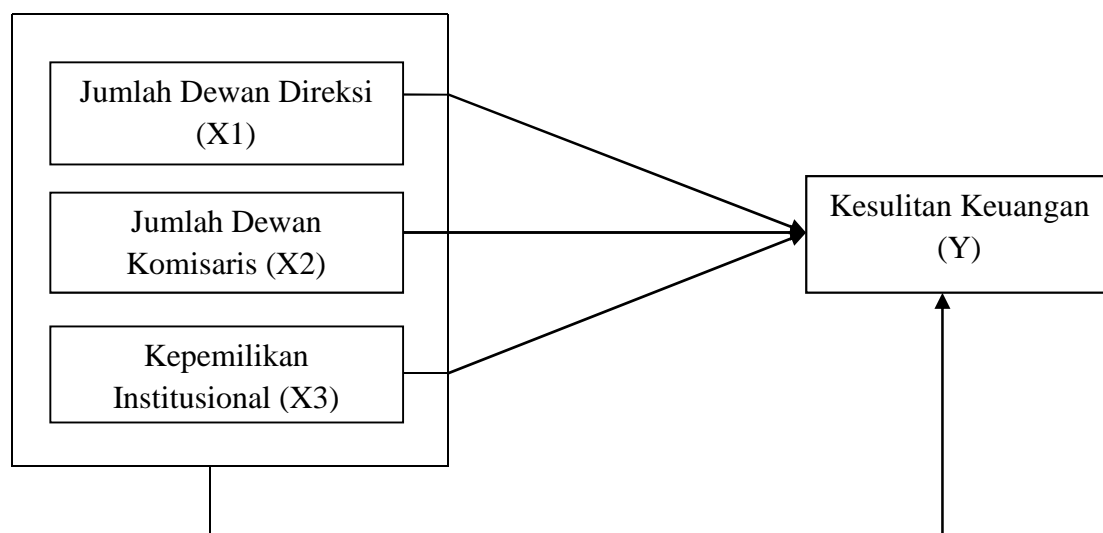 Jumlah Dewan Direksi
(X1)
Jumlah Dewan
Komisaris (X2)
Kepemilikan
Institusional (X3)
Kesulitan Keuangan
(Y)